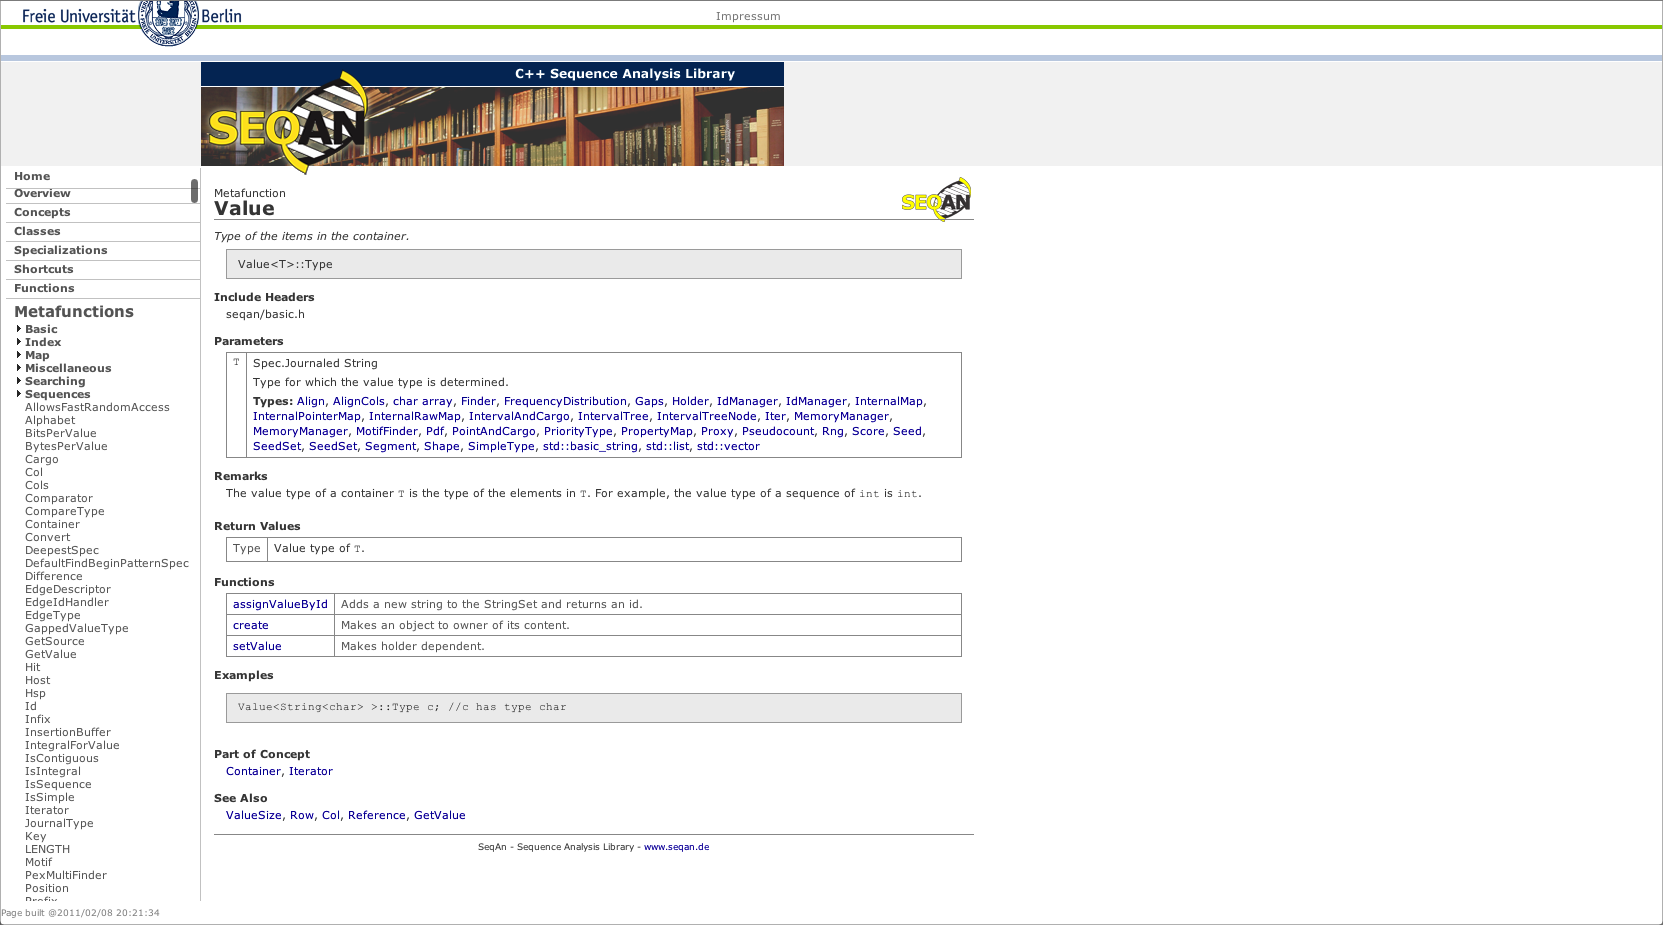 Freie Universität Berlin
Impressum
C++ Sequence Analysis Library
SEQAN
Home
Overview
Concepts
Classes
Specializations
Shortcuts
Functions
Metafunctions
Basic
Index
Map
Miscellaneous
Searching
Sequences
AllowsFastRandomAccess
Alphabet
BitsPerValue
BytesPerValue
Cargo
Col
Cols
Comparator
CompareType
Container
Convert
DeepestSpec
DefaultFindBeginPatternSpec
Difference
EdgeDescriptor
EdgeIdHandler
EdgeType
GappedValueType
GetSource
GetValue
Hit
Host
Hsp
Id
Infix
InsertionBuffer
IntegralForValue
IsContiguous
IsIntegral
IsSequence
IsSimple
Iterator
JournalType
Key
LENGTH
Motif
PexMultiFinder
Position
Metafunction
Value
SEQAN
Type of the items in the container.
Value<T>::Type
Include Headers
seqan/basic.h
Parameters
T Spec.Journaled String
Type for which the value type is determined.
Types: Align, AlignCols, char array, Finder, FrequencyDistribution, Gaps, Holder, IdManager, IdManager, InternalMap,
InternalPointerMap, InternalRawMap, IntervalAndCargo, IntervalTree, IntervalTreeNode, Iter, MemoryManager,
MemoryManager, MotifFinder, Pdf, PointAndCargo, PriorityType, PropertyMap, Proxy, Pseudocount, Rng, Score, Seed,
SeedSet, SeedSet, Segment, Shape, SimpleType, std::basic_string, std::list, std::vector
Remarks
The value type of a container T is the type of the elements in T. For example, the value type of a sequence of int is int.
Return Values
Type Value type of T.
Functions
assignValueById Adds a new string to the StringSet and returns an id.
create Makes an object to owner of its content.
setValue Makes holder dependent.
Examples
Value<String<char> >::Type c; //c has type char
Part of Concept
Container, Iterator
See Also
ValueSize, Row, Col, Reference, GetValue
SeqAn - Sequence Analysis Library - www.seqan.de
Page built @2011/02/08 20:21:34